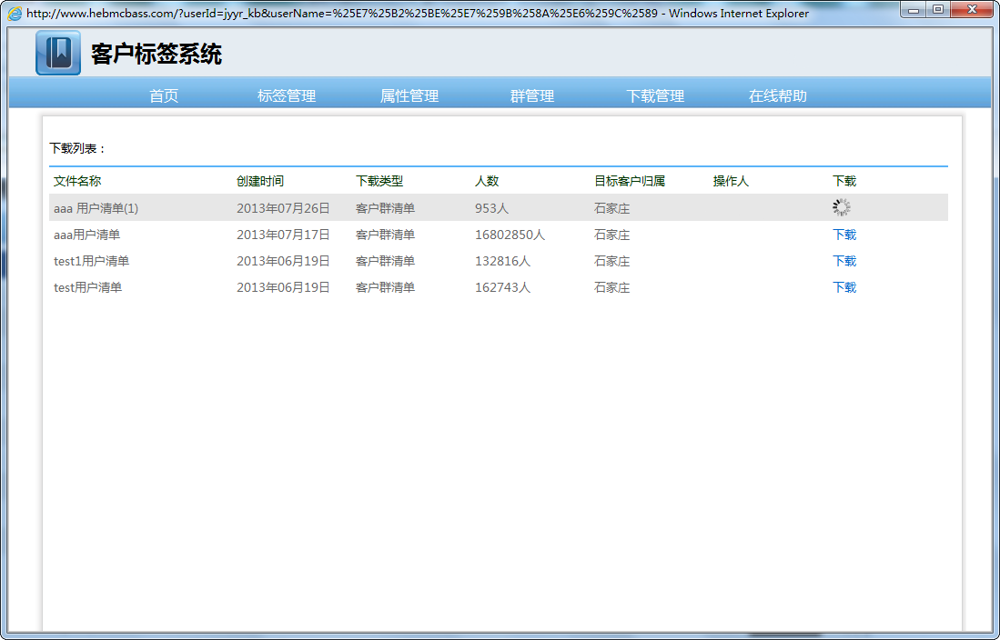 http://www.hebmcbass.com/?userId=jyyr_kb&userName=%25E7%25B2%25BE%25E7%259B%258A%25E6%259C%2589 - Windows Internet Explorer
客户标签系统
首页 标签管理 属性管理 群管理 下载管理 在线帮助
下载列表：
文件名称 创建时间 下载类型 人数 目标客户归属 操作人 下载
aaa 用户清单(1) 2013年07月26日 客户群清单 953人 石家庄
aaa用户清单 2013年07月17日 客户群清单 16802850人 石家庄 下载
test1用户清单 2013年06月19日 客户群清单 132816人 石家庄 下载
test用户清单 2013年06月19日 客户群清单 162743人 石家庄 下载